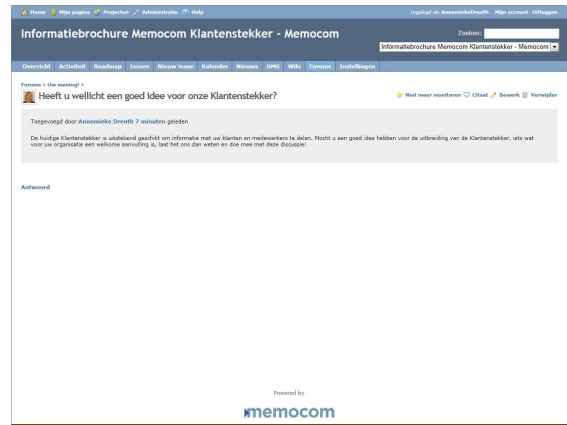 Home Mijn pagina Projecten Administratie Help Ingelogd als AnnemiekeDrenth Mijn account Uitloggen
Informatiebrochure Memocom Klantenstekker - Memocom
Zoeken:
Informatiebrochure Memocom Klantenstekker - Memocom
Overzicht Activiteit Roadmap Issues Nieuw issue Kalender Nieuws DMS Wiki Forums Instellingen
Forums » Uw mening! »
Heeft u wellicht een goed idee voor onze Klantenstekker?
Niet meer monitoren Citaat Bewerk Verwijder
Toegevoegd door Annemieke Drenth 7 minuten geleden
De huidige Klantenstekker is uitstekend geschikt om informatie met uw klanten en medewerkers te delen. Mocht u een goed idee hebben voor de uitbreiding van de Klantenstekker, iets wat
voor uw organisatie een welkome aanvulling is, laat het ons dan weten en doe mee met deze discussie!
Antwoord
Powered by
memocom